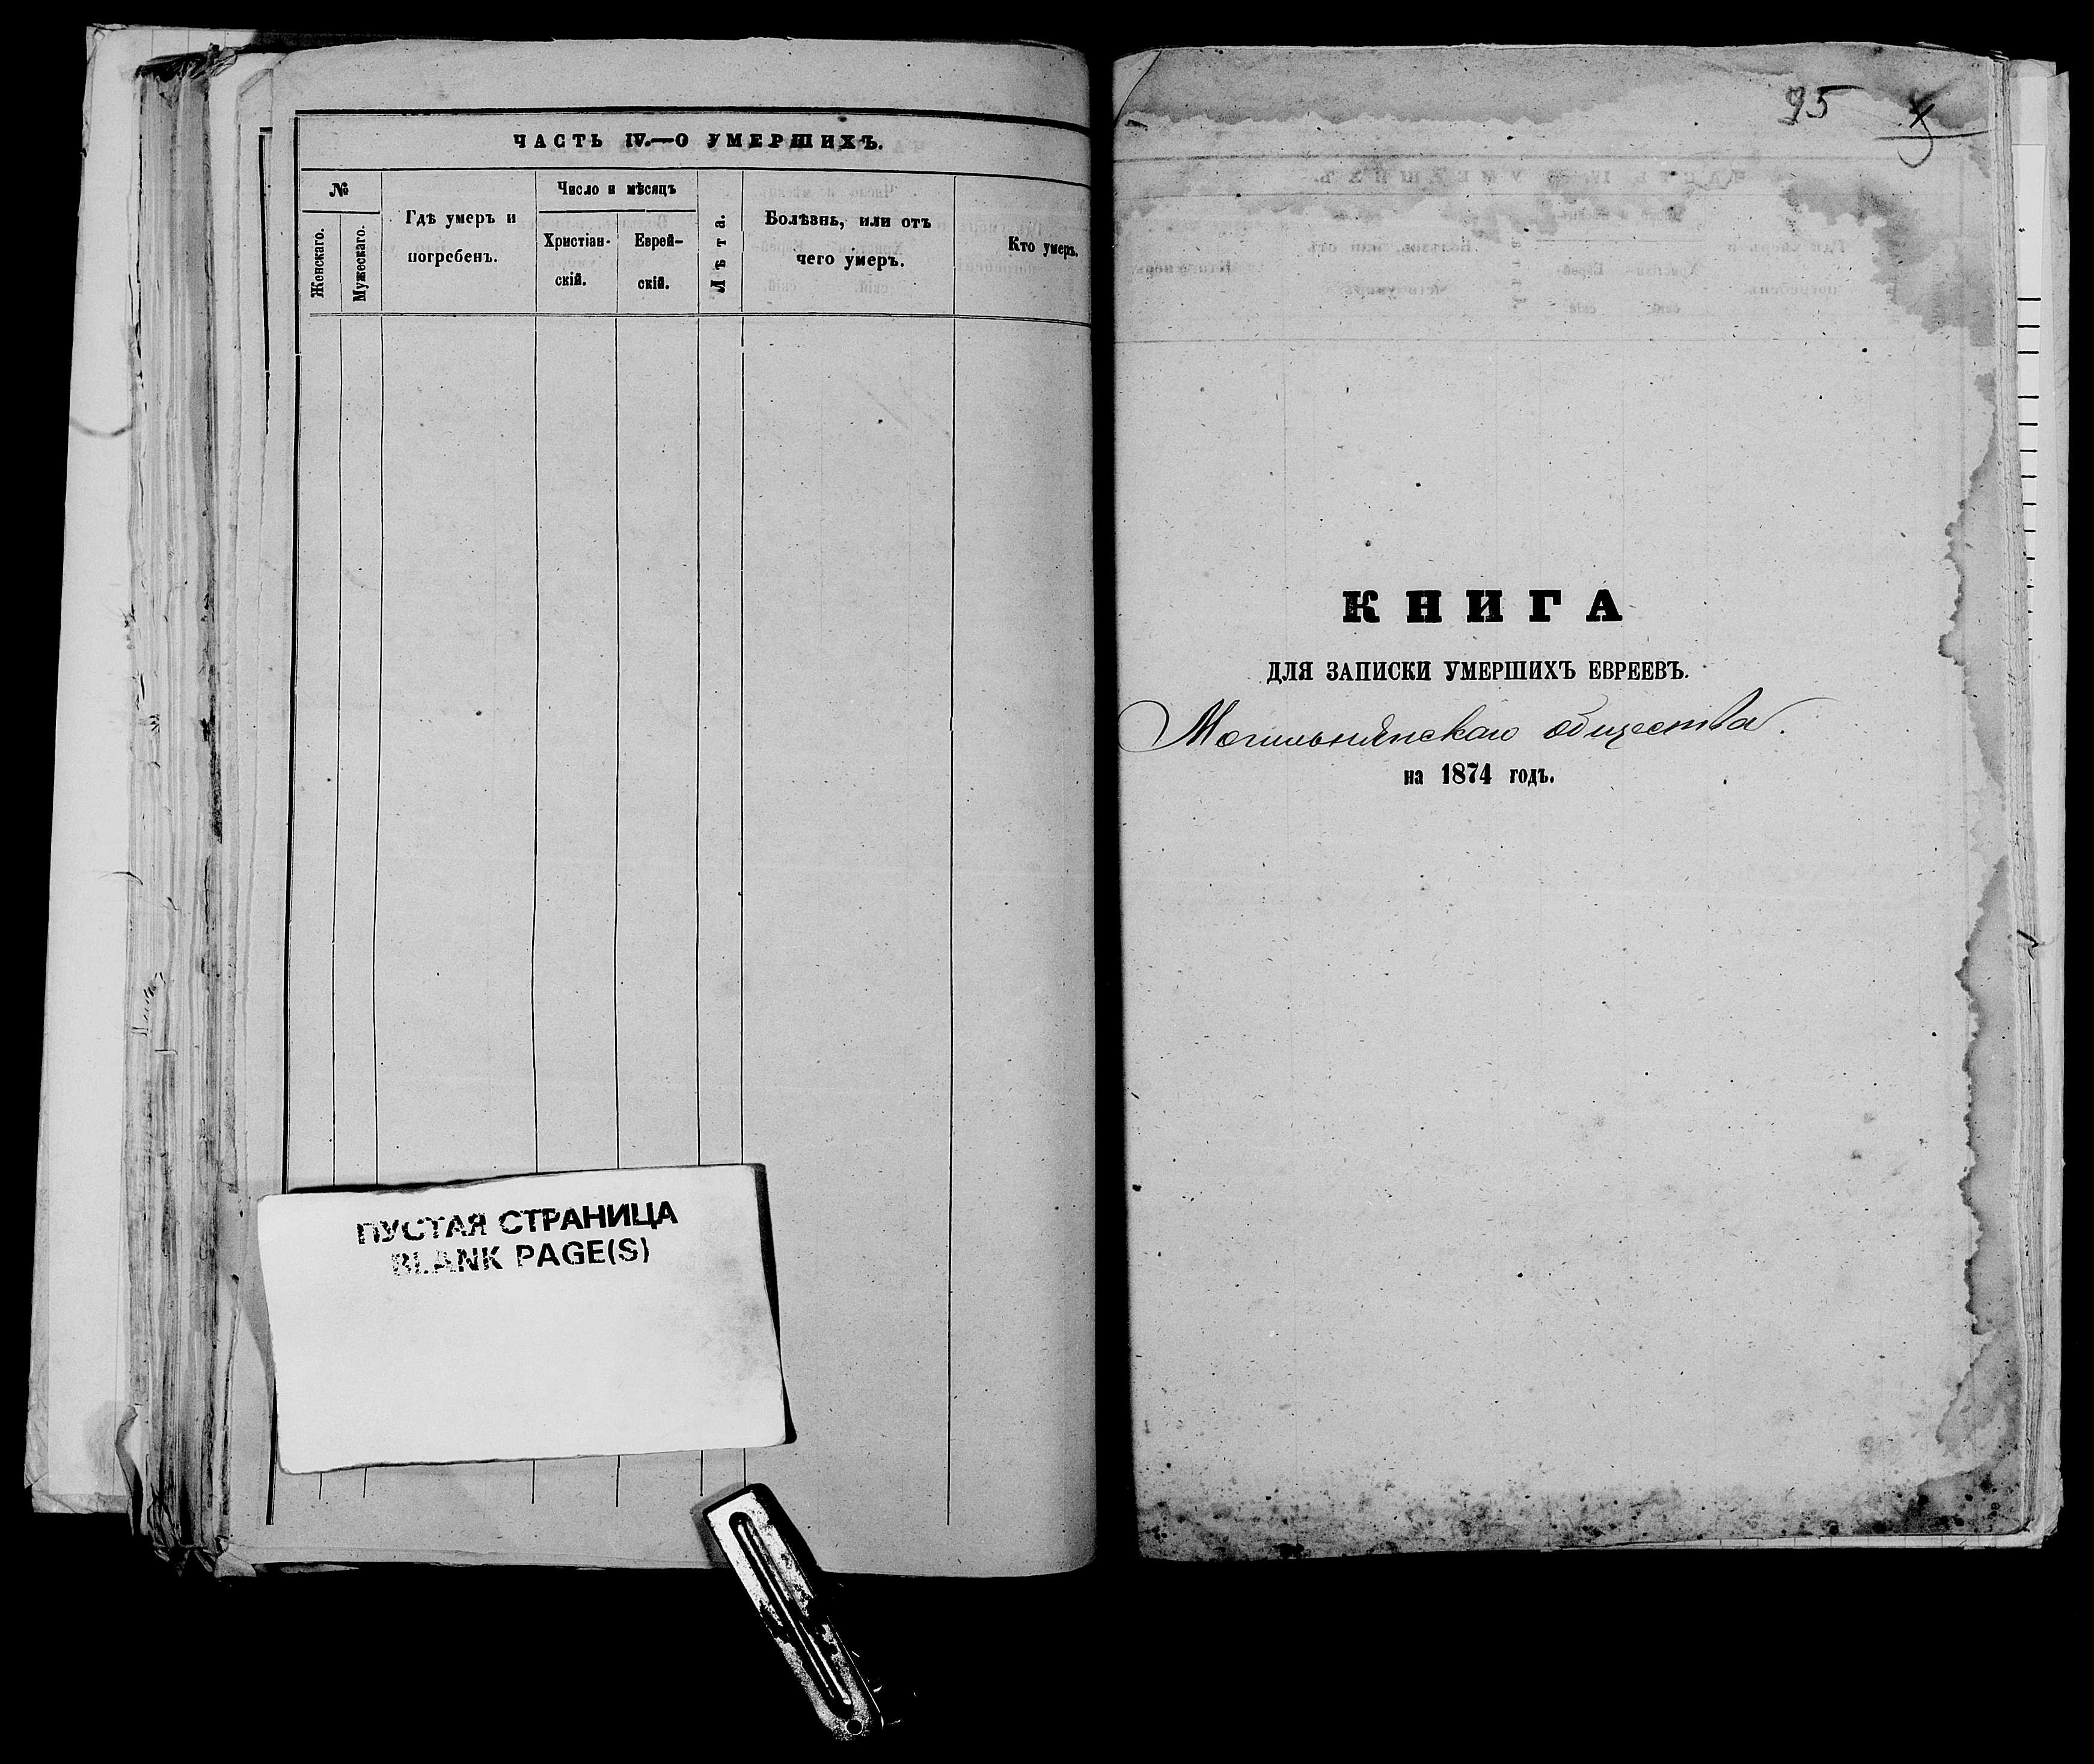 ЧАСТЬ IV.—О УМЕРШИХЪ.
№
Женскаго.
Мужескаго.
Гдѣ умеръ и
погребенъ.
Число и мѣсяцъ
Христіан-
скій.
Еврей-
скій.
Лѣта.
Болѣзнь, или отъ
чего умеръ.
Кто умеръ.
ПУСТАЯ СТРАНИЦА
BLANK PAGE(S)
95
КНИГА
ДЛЯ ЗАПИСКИ УМЕРШИХЪ ЕВРЕЕВЪ.
Могильнянскаго общества.
на 1874 годъ.